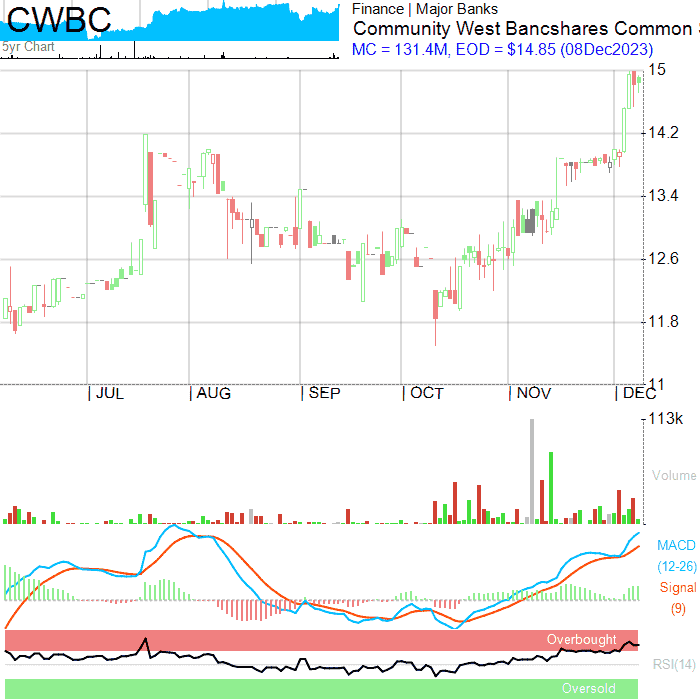 CWBC
5yr Chart
Finance | Major Banks
Community West Bancshares Common S
MC = 131.4M, EOD = $14.85 (08Dec2023)
15
14.2
13.4
12.6
11.8
11
JUL
AUG
SEP
OCT
NOV
DEC
113k
Volume
MACD
(12-26)
Signal
(9)
Overbought
RSI(14)
Oversold